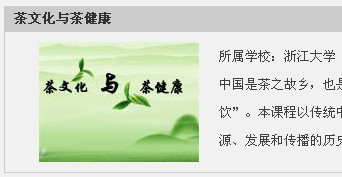 茶文化与茶健康
茶文化 与 茶健康
所属学校：浙江大学
中国是茶之故乡，也是
饮”。本课程以传统中
源、发展和传播的历史